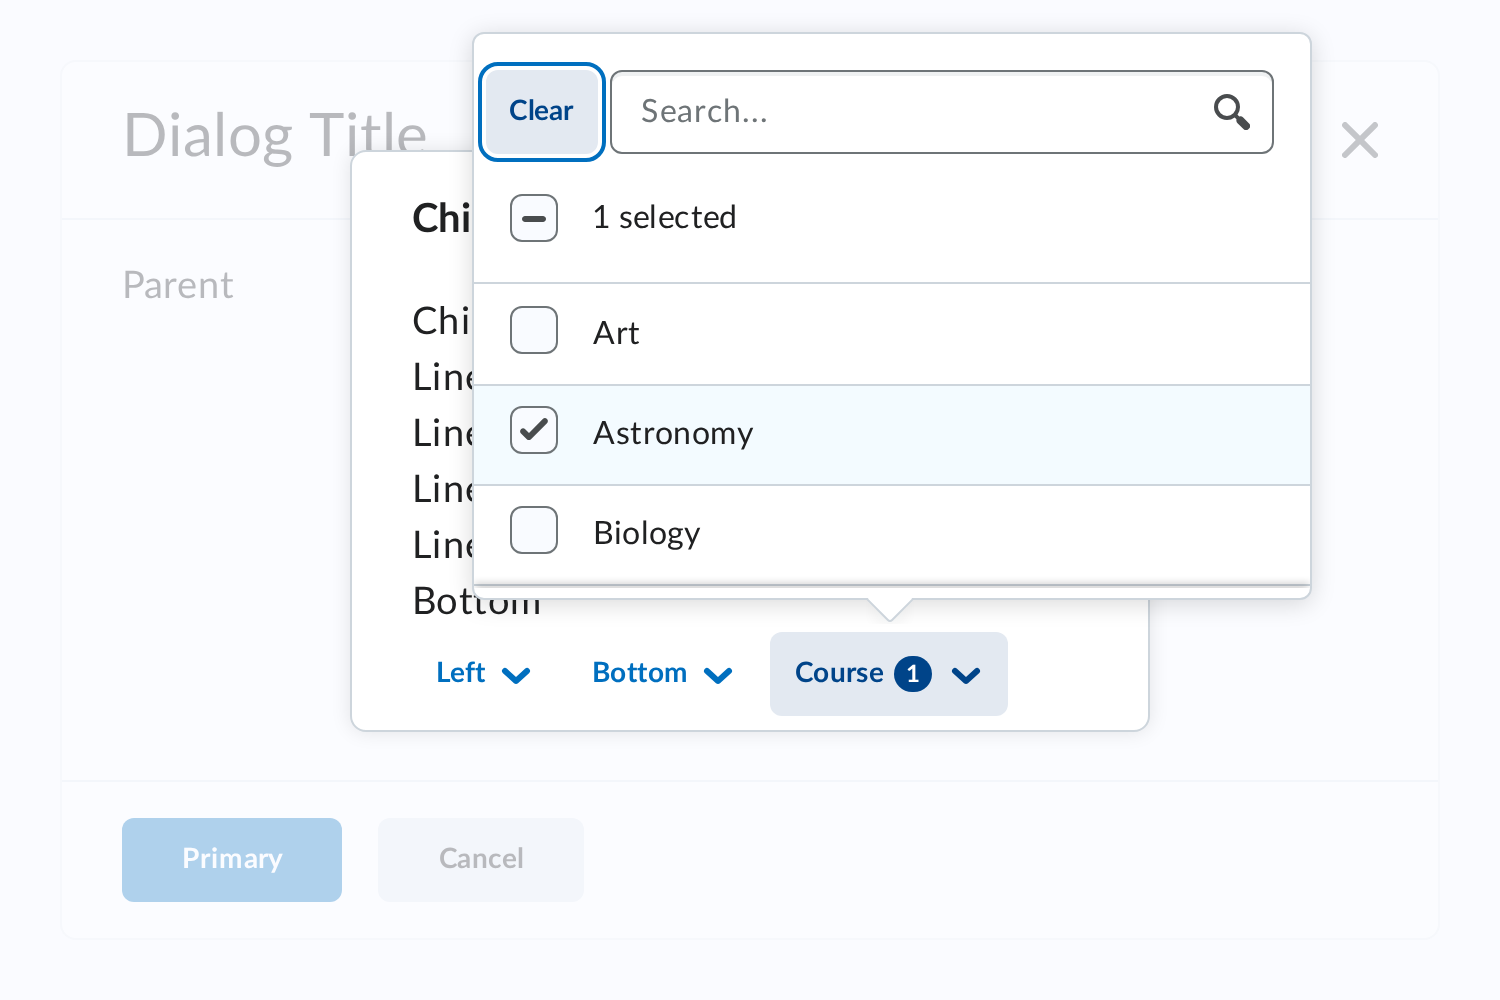 Dialog Title
Clear
Search...
1 selected
Art
Astronomy
Biology
Chi
Parent
Chi
Line
Line
Line
Line
Bottom
Left
Bottom
Course 1
Primary
Cancel